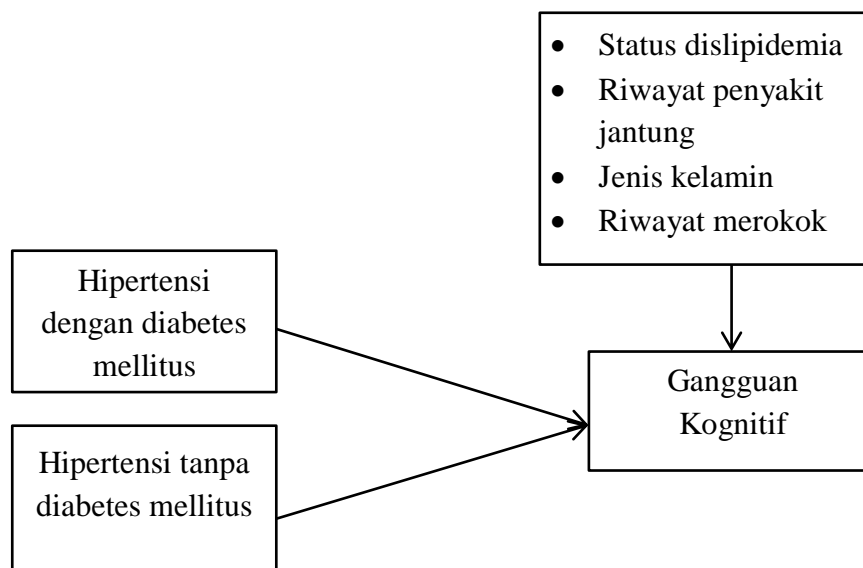 • Status dislipidemia
• Riwayat penyakit
jantung
• Jenis kelamin
• Riwayat merokok
Hipertensi
dengan diabetes
mellitus
Gangguan
Kognitif
Hipertensi tanpa
diabetes mellitus